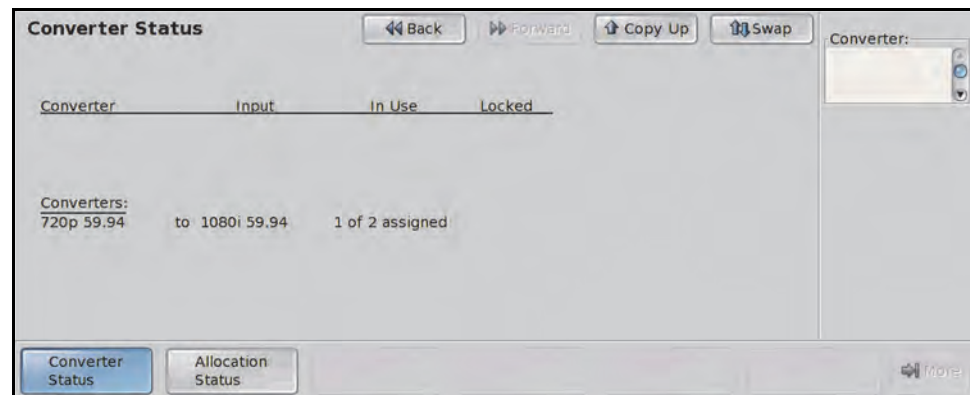 Converter Status
Back
Forward
Copy Up
Swap
Converter:
Converter Input In Use Locked
Converters:
720p 59.94 to 1080i 59.94 1 of 2 assigned
Converter
Status
Allocation
Status
More